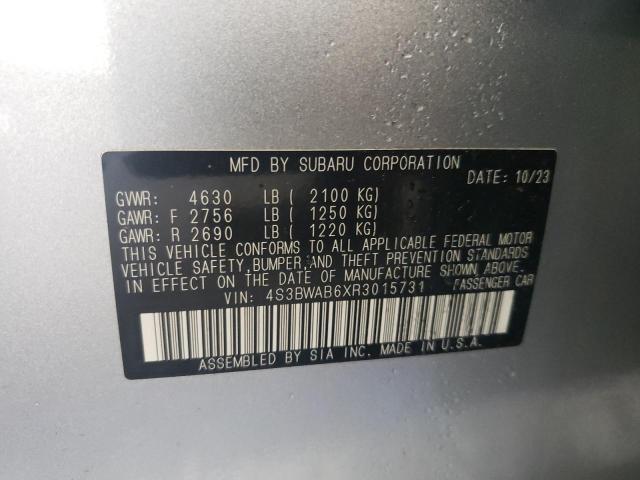 MFD BY SUBARU CORPORATION
DATE: 10/23
GVWR: 4630 LB ( 2100 KG)
GAWR: F 2756 LB ( 1250 KG)
GAWR: R 2690 LB ( 1220 KG)
THIS VEHICLE CONFORMS TO ALL APPLICABLE FEDERAL MOTOR
VEHICLE SAFETY, BUMPER, AND THEFT PREVENTION STANDARDS
IN EFFECT ON THE DATE OF MANUFACTURE SHOWN ABOVE.
VIN: 4S3BWAB6XR3015731 PASSENGER CAR
ASSEMBLED BY SIA INC. MADE IN U.S.A.